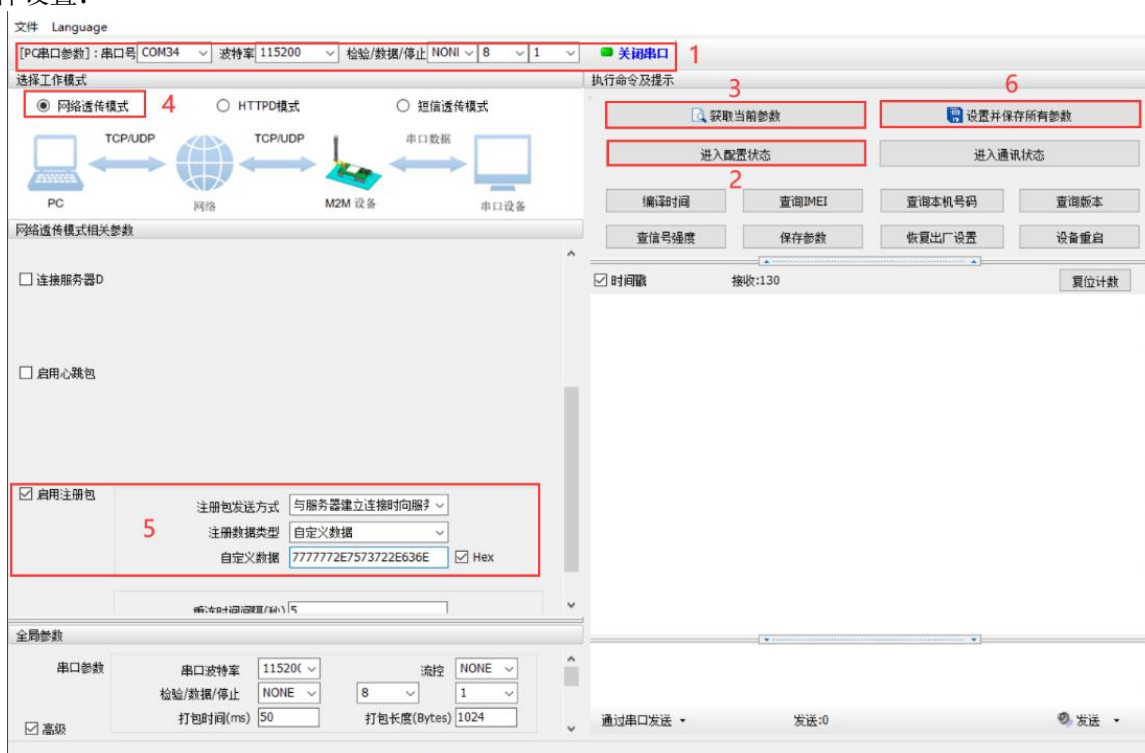 件设置:
文件 Language
[PC串口参数]：串口号 COM34 波特率 115200 检验/数据/停止 NONI 8 1 关闭串口 1
选择工作模式
网络透传模式 4 HTTPD模式 短信透传模式
TCP/UDP TCP/UDP 串口数据
PC 网络 M2M 设备 串口设备
网络透传模式相关参数
连接服务器D
启用心跳包
启用注册包
注册包发送方式 与服务器建立连接时向服务
5 注册数据类型 自定义数据
自定义数据 7777772E7573722E636E Hex
重连时间间隔(秒) 5
全局参数
串口参数 串口波特率 11520( 流控 NONE
检验/数据/停止 NONE 8 1
打包时间(ms) 50 打包长度(Bytes) 1024
高级
执行命令及提示
3 6
获取当前参数 设置并保存所有参数
进入配置状态 进入通讯状态
2
编译时间 查询IMEI 查询本机号码 查询版本
查信号强度 保存参数 恢复出厂设置 设备重启
时间戳 接收:130 复位计数
通过串口发送 发送:0 发送